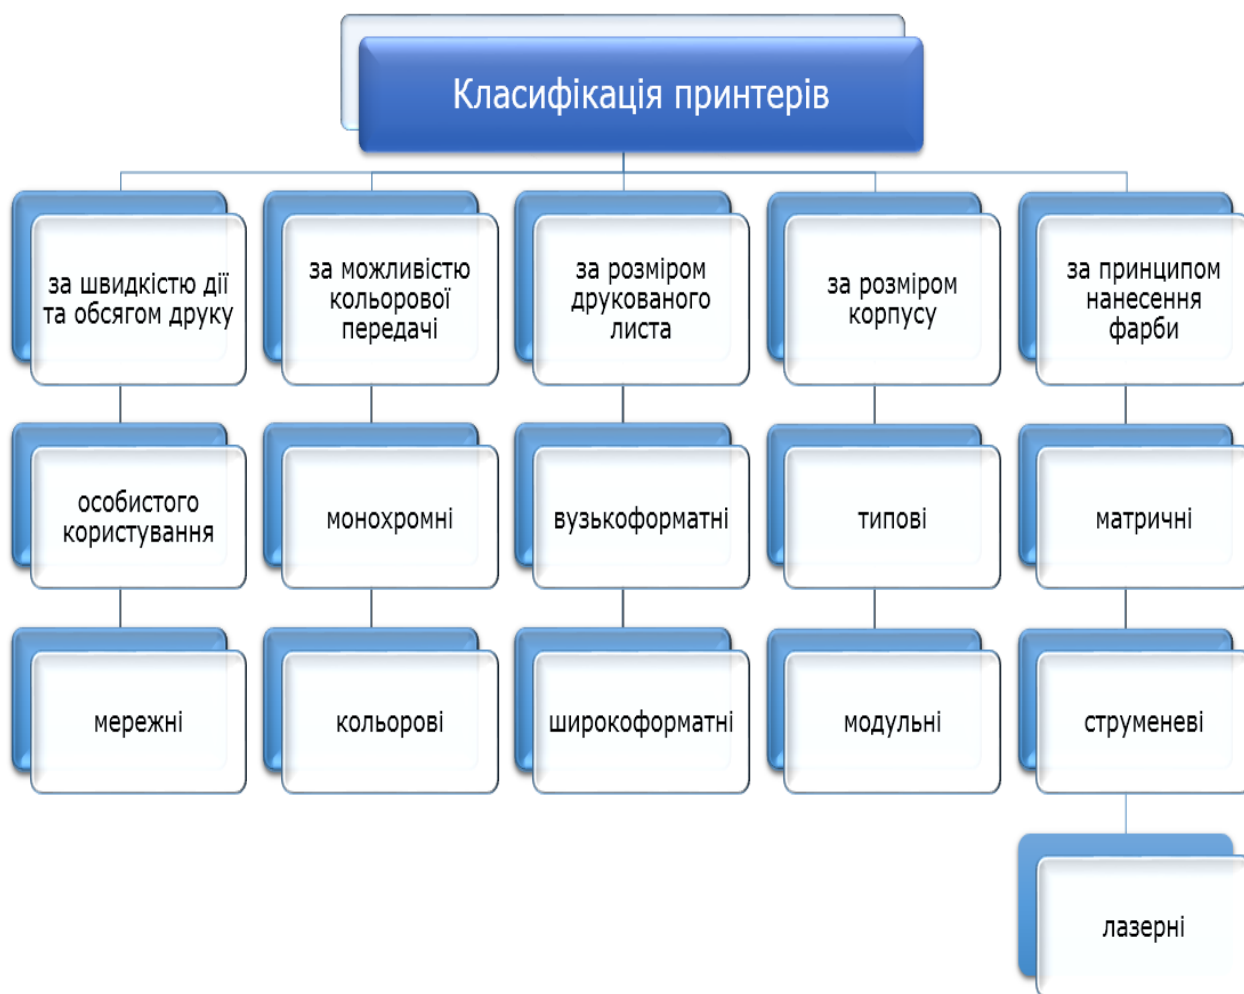 Класифікація принтерів
за швидкістю дії
та обсягом друку
за можливістю
кольорової
передачі
за розміром
друкованого
листа
за розміром
корпусу
за принципом
нанесення
фарби
особистого
користування
монохромні
вузькоформатні
типові
матричні
мережні
кольорові
широкоформатні
модульні
струменеві
лазерні